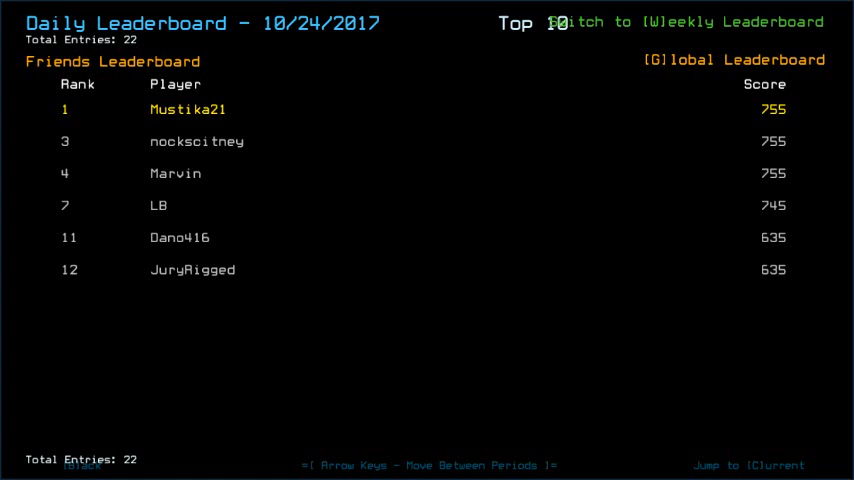 Daily Leaderboard - 10/24/2017 Top 10 Switch to [W]eekly Leaderboard
Total Entries: 22
Friends Leaderboard [G]lobal Leaderboard
Rank Player Score
1 Mustika21 755
3 nockscitney 755
4 Marvin 755
7 LB 745
11 Dano416 635
12 JuryRigged 635
Total Entries: 22
[B]ack =[ Arrow Keys - Move Between Periods ]= Jump to [C]urrent